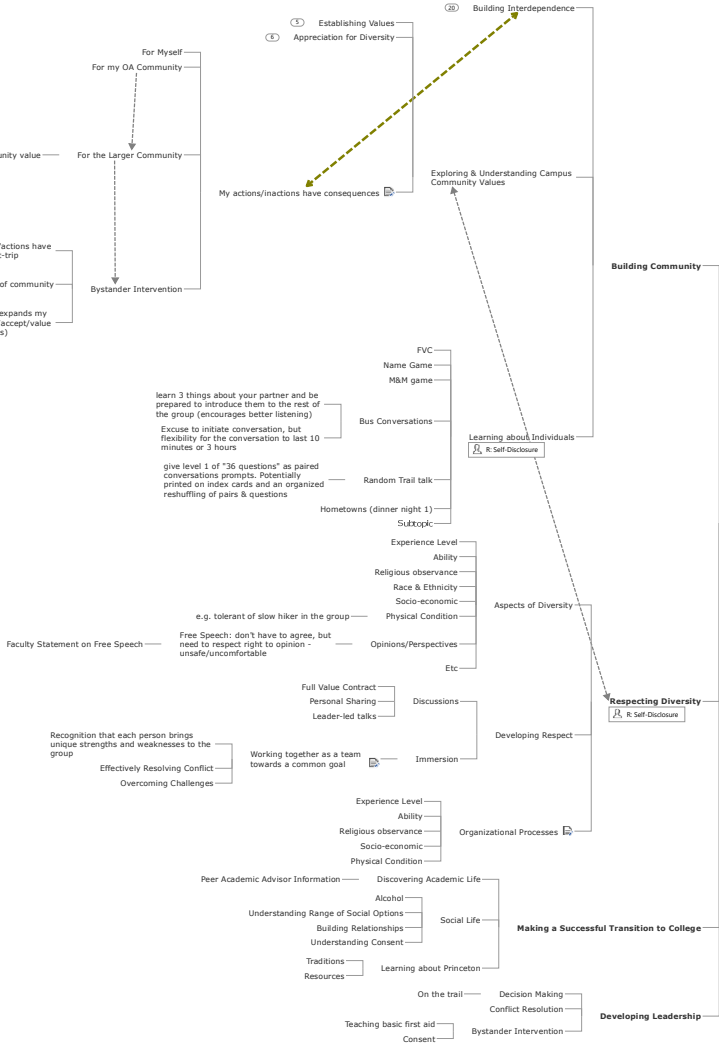 20
Building Interdependence
5
Establishing Values
6
Appreciation for Diversity
For Myself
For my OA Community
unity value
For the Larger Community
Exploring & Understanding Campus
Community Values
My actions/inactions have consequences
actions have
-trip
Building Community
of community
Bystander Intervention
expands my
accept/value
s)
FVC
Name Game
M&M game
learn 3 things about your partner and be
prepared to introduce them to the rest of
the group (encourages better listening)
Bus Conversations
Excuse to initiate conversation, but
flexibility for the conversation to last 10
minutes or 3 hours
Learning about Individuals
R: Self-Disclosure
give level 1 of "36 questions" as paired
conversations prompts. Potentially
printed on index cards and an organized
reshuffling of pairs & questions
Random Trail talk
Hometowns (dinner night 1)
Subtopic
Experience Level
Ability
Religious observance
Race & Ethnicity
Socio-economic
Aspects of Diversity
e.g. tolerant of slow hiker in the group
Physical Condition
Faculty Statement on Free Speech
Free Speech: don't have to agree, but
need to respect right to opinion -
unsafe/uncomfortable
Opinions/Perspectives
Etc
Full Value Contract
Personal Sharing
Leader-led talks
Discussions
Respecting Diversity
R: Self-Disclosure
Developing Respect
Recognition that each person brings
unique strengths and weaknesses to the
group
Effectively Resolving Conflict
Overcoming Challenges
Working together as a team
towards a common goal
Immersion
Experience Level
Ability
Religious observance
Socio-economic
Physical Condition
Organizational Processes
Peer Academic Advisor Information
Discovering Academic Life
Alcohol
Understanding Range of Social Options
Building Relationships
Understanding Consent
Social Life
Making a Successful Transition to College
Traditions
Resources
Learning about Princeton
On the trail
Decision Making
Conflict Resolution
Developing Leadership
Teaching basic first aid
Consent
Bystander Intervention